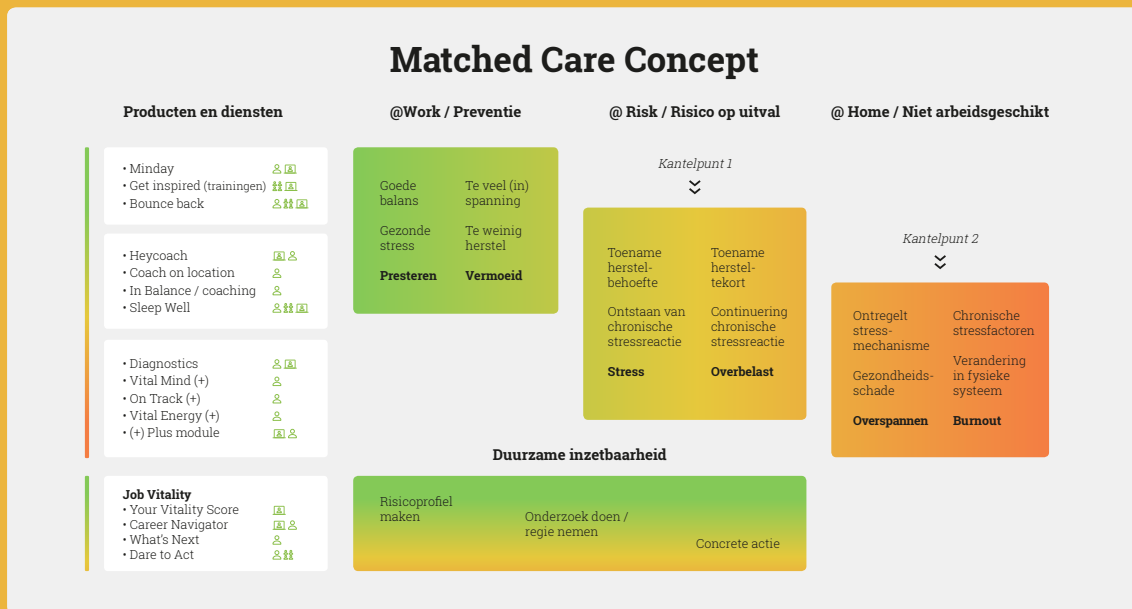 Matched Care Concept
Producten en diensten
@Work / Preventie
@ Risk / Risico op uitval
@ Home / Niet arbeidsgeschikt
• Minday
• Get inspired (trainingen)
• Bounce back
• Heycoach
• Coach on location
• In Balance / coaching
• Sleep Well
• Diagnostics
• Vital Mind (+)
• On Track (+)
• Vital Energy (+)
• (+) Plus module
Job Vitality
• Your Vitality Score
• Career Navigator
• What's Next
• Dare to Act
Goede
balans
Gezonde
stress
Presteren
Te veel (in)
spanning
Te weinig
herstel
Vermoeid
Kantelpunt 1
Toename
herstel-
behoefte
Ontstaan van
chronische
stressreactie
Stress
Toename
herstel-
tekort
Continuering
chronische
stressreactie
Overbelast
Kantelpunt 2
Ontregelt
stress-
mechanisme
Gezondheids-
schade
Overspannen
Chronische
stressfactoren
Verandering
in fysieke
systeem
Burnout
Duurzame inzetbaarheid
Risicoprofiel
maken
Onderzoek doen /
regie nemen
Concrete actie